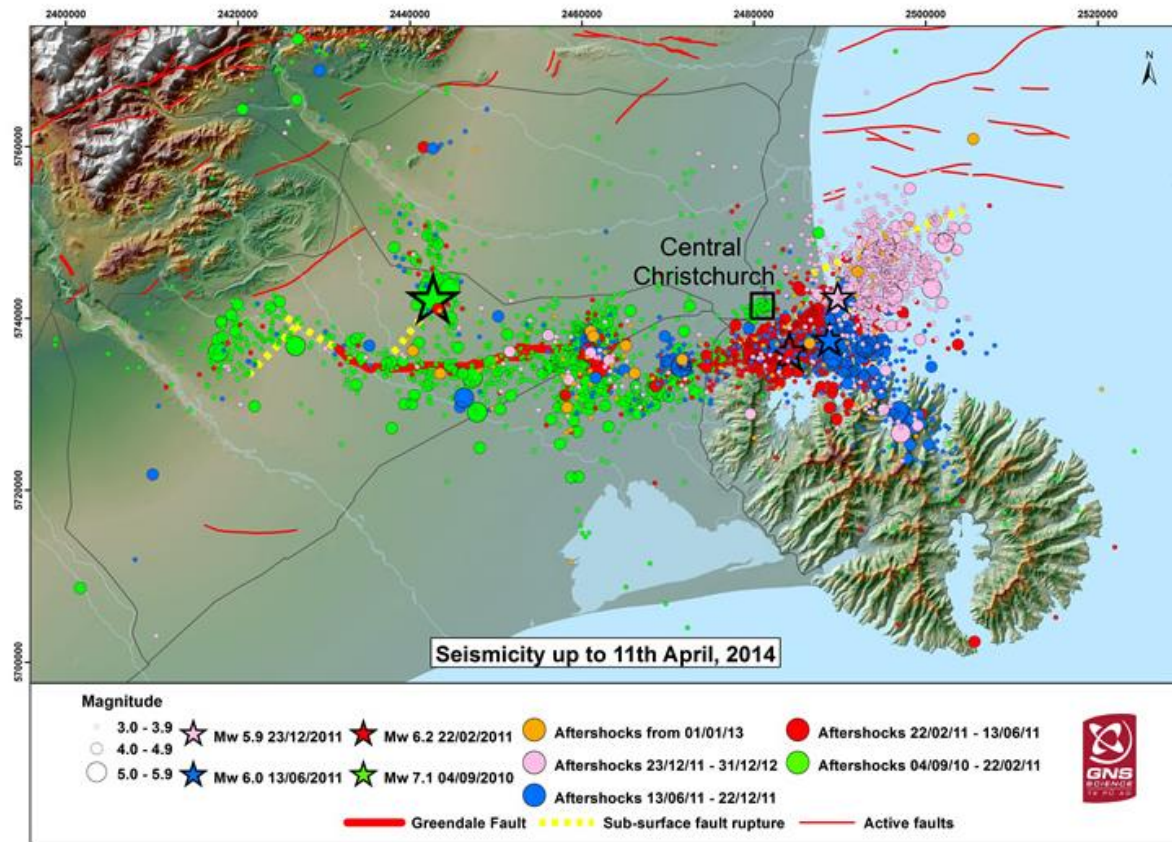 2400000 2420000 2440000 2460000 2480000 2500000 2520000
N
5760000
Central
Christchurch
5740000
5720000
5700000
Seismicity up to 11th April, 2014
Magnitude
3.0 - 3.9
4.0 - 4.9
5.0 - 5.9
Mw 5.9 23/12/2011
Mw 6.0 13/06/2011
Mw 6.2 22/02/2011
Mw 7.1 04/09/2010
Aftershocks from 01/01/13
Aftershocks 23/12/11 - 31/12/12
Aftershocks 13/06/11 - 22/12/11
Aftershocks 22/02/11 - 13/06/11
Aftershocks 04/09/10 - 22/02/11
Greendale Fault
Sub-surface fault rupture
Active faults
GNS
SCIENCE
TE PŪ AO